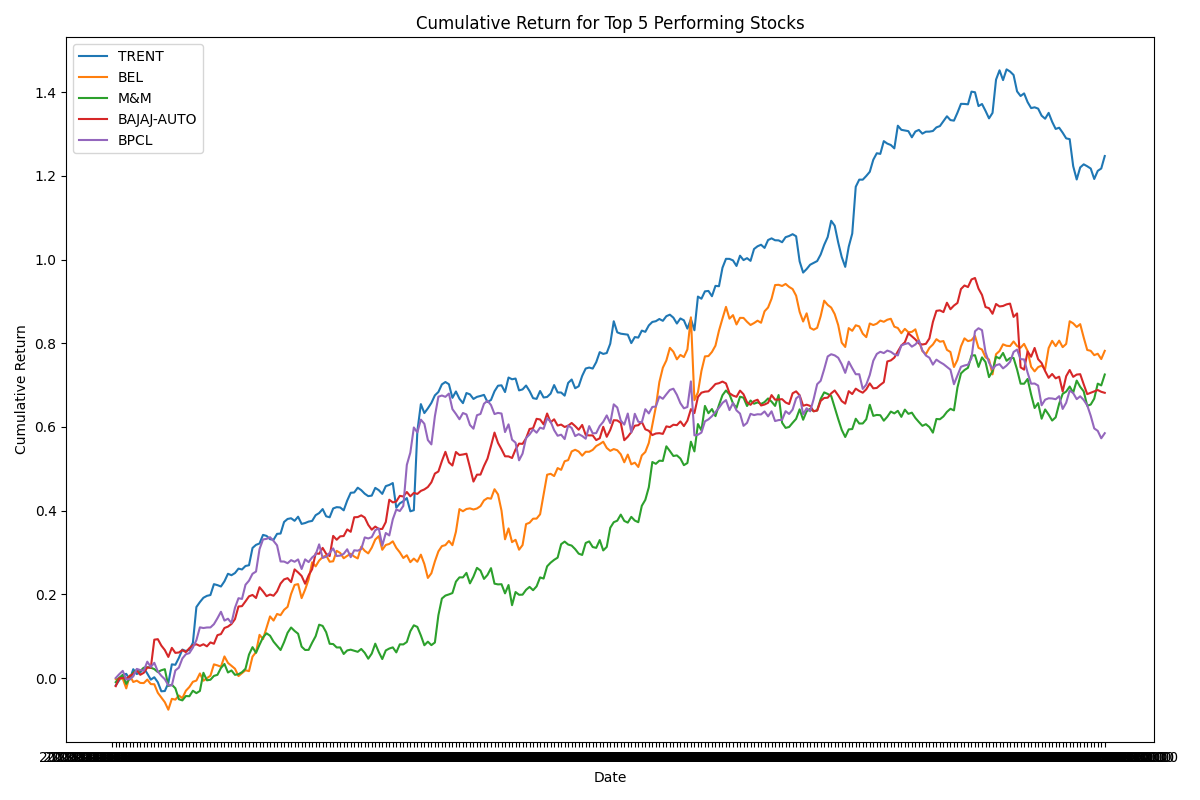 Cumulative Return for Top 5 Performing Stocks
TRENT
BEL
M&M
BAJAJ-AUTO
BPCL
1.4
1.2
1.0
0.8
0.6
0.4
0.2
0.0
Cumulative Return
Date